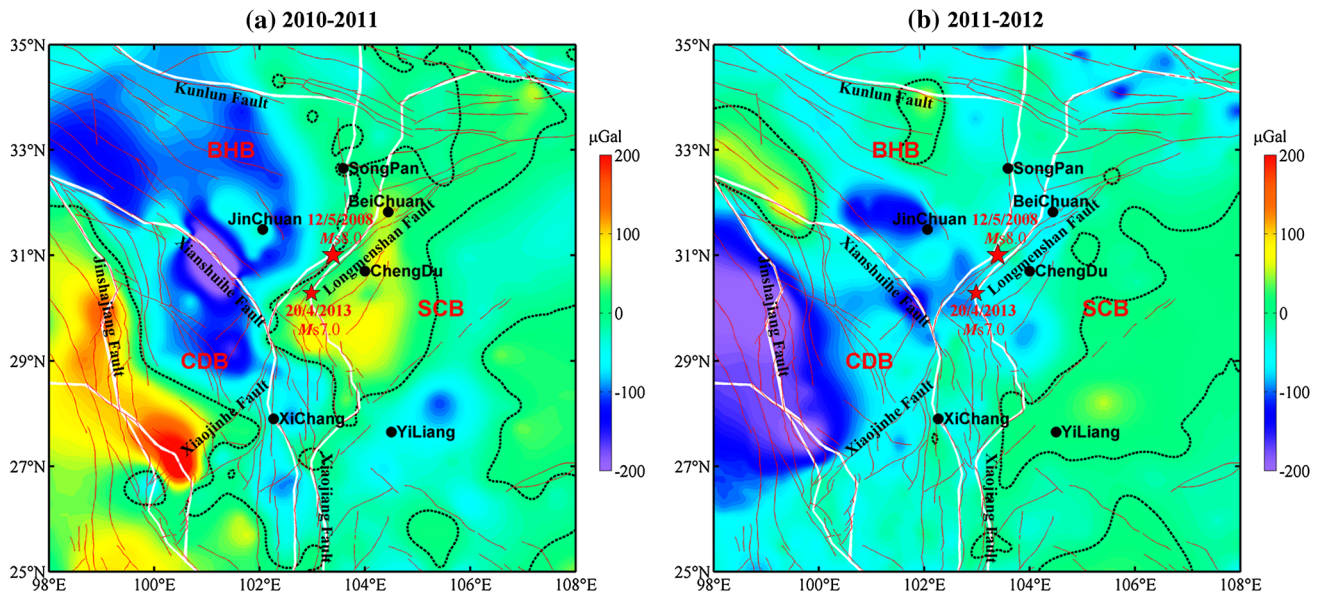 (a) 2010-2011
35°N
33°N
31°N
29°N
27°N
25°N
98°E
100°E
102°E
104°E
106°E
108°E
Kunlun Fault
BHB
SongPan
BeiChuan
JinChuan
12/5/2008
Ms8.0
Longmenshan Fault
Xianshuihe Fault
ChengDu
Jinshajiang Fault
SCB
20/4/2013
Ms7.0
CDB
Xiaojinhe Fault
XiChang
YiLiang
Xiaojiang Fault
μGal
200
100
0
-100
-200
(b) 2011-2012
35°N
33°N
31°N
29°N
27°N
25°N
98°E
100°E
102°E
104°E
106°E
108°E
Kunlun Fault
BHB
SongPan
BeiChuan
JinChuan
12/5/2008
Ms8.0
Longmenshan Fault
Xianshuihe Fault
ChengDu
Jinshajiang Fault
SCB
20/4/2013
Ms7.0
CDB
Xiaojinhe Fault
XiChang
YiLiang
Xiaojiang Fault
μGal
200
100
0
-100
-200